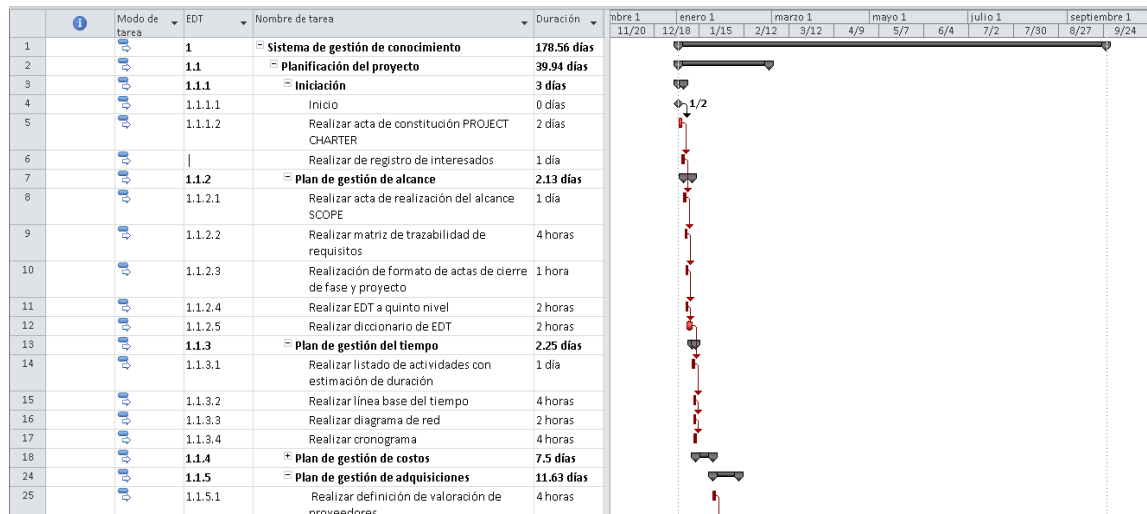 Modo de tarea EDT Nombre de tarea Duración mbre 1 enero 1 marzo 1 mayo 1 julio 1 septiembre 1
11/20 12/18 1/15 2/12 3/12 4/9 5/7 6/4 7/2 7/30 8/27 9/24
1 1 Sistema de gestión de conocimiento 178.56 días
2 1.1 Planificación del proyecto 39.94 días
3 1.1.1 Iniciación 3 días
4 1.1.1.1 Inicio 0 días 1/2
5 1.1.1.2 Realizar acta de constitución PROJECT 2 días
CHARTER
6 Realizar de registro de interesados 1 día
7 1.1.2 Plan de gestión de alcance 2.13 días
8 1.1.2.1 Realizar acta de realización del alcance 1 día
SCOPE
9 1.1.2.2 Realizar matriz de trazabilidad de 4 horas
requisitos
10 1.1.2.3 Realización de formato de actas de cierre 1 hora
de fase y proyecto
11 1.1.2.4 Realizar EDT a quinto nivel 2 horas
12 1.1.2.5 Realizar diccionario de EDT 2 horas
13 1.1.3 Plan de gestión del tiempo 2.25 días
14 1.1.3.1 Realizar listado de actividades con 1 día
estimación de duración
15 1.1.3.2 Realizar línea base del tiempo 4 horas
16 1.1.3.3 Realizar diagrama de red 2 horas
17 1.1.3.4 Realizar cronograma 4 horas
18 1.1.4 Plan de gestión de costos 7.5 días
24 1.1.5 Plan de gestión de adquisiciones 11.63 días
25 1.1.5.1 Realizar definición de valoración de 4 horas
proveedores